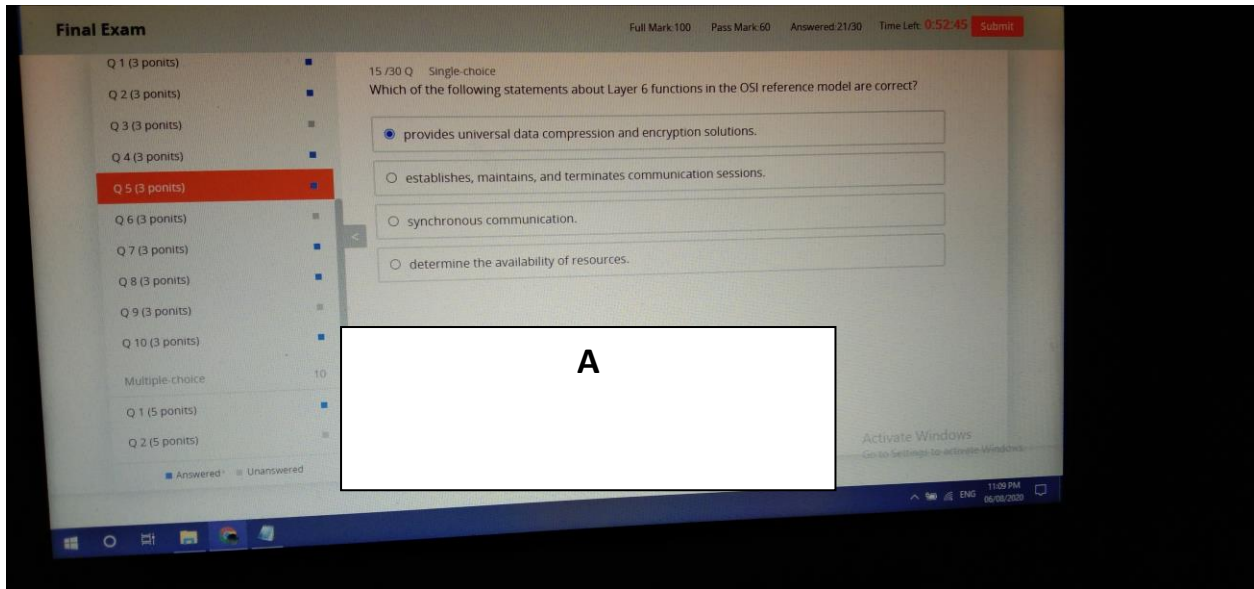 Final Exam
Full Mark:100 Pass Mark:60 Answered:21/30 Time Left: 0:52:45 Submit
Q 1 (3 ponits)
Q 2 (3 ponits)
Q 3 (3 ponits)
Q 4 (3 ponits)
Q 5 (3 ponits)
Q 6 (3 ponits)
Q 7 (3 ponits)
Q 8 (3 ponits)
Q 9 (3 ponits)
Q 10 (3 ponits)
Multiple-choice 10
Q 1 (5 ponits)
Q 2 (5 ponits)
Answered Unanswered
15 /30 Q Single-choice
Which of the following statements about Layer 6 functions in the OSI reference model are correct?
provides universal data compression and encryption solutions.
establishes, maintains, and terminates communication sessions.
synchronous communication.
determine the availability of resources.
<
A
Activate Windows
Go to Settings to activate Windows.
ENG
11:09 PM
06/08/2020